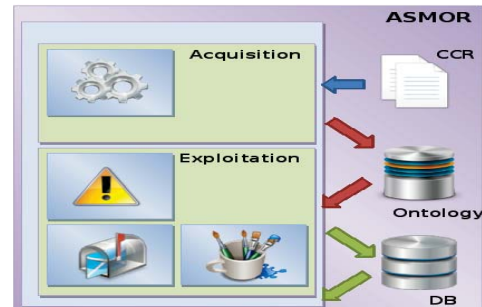 ASMOR
Acquisition
CCR
Exploitation
Ontology
DB